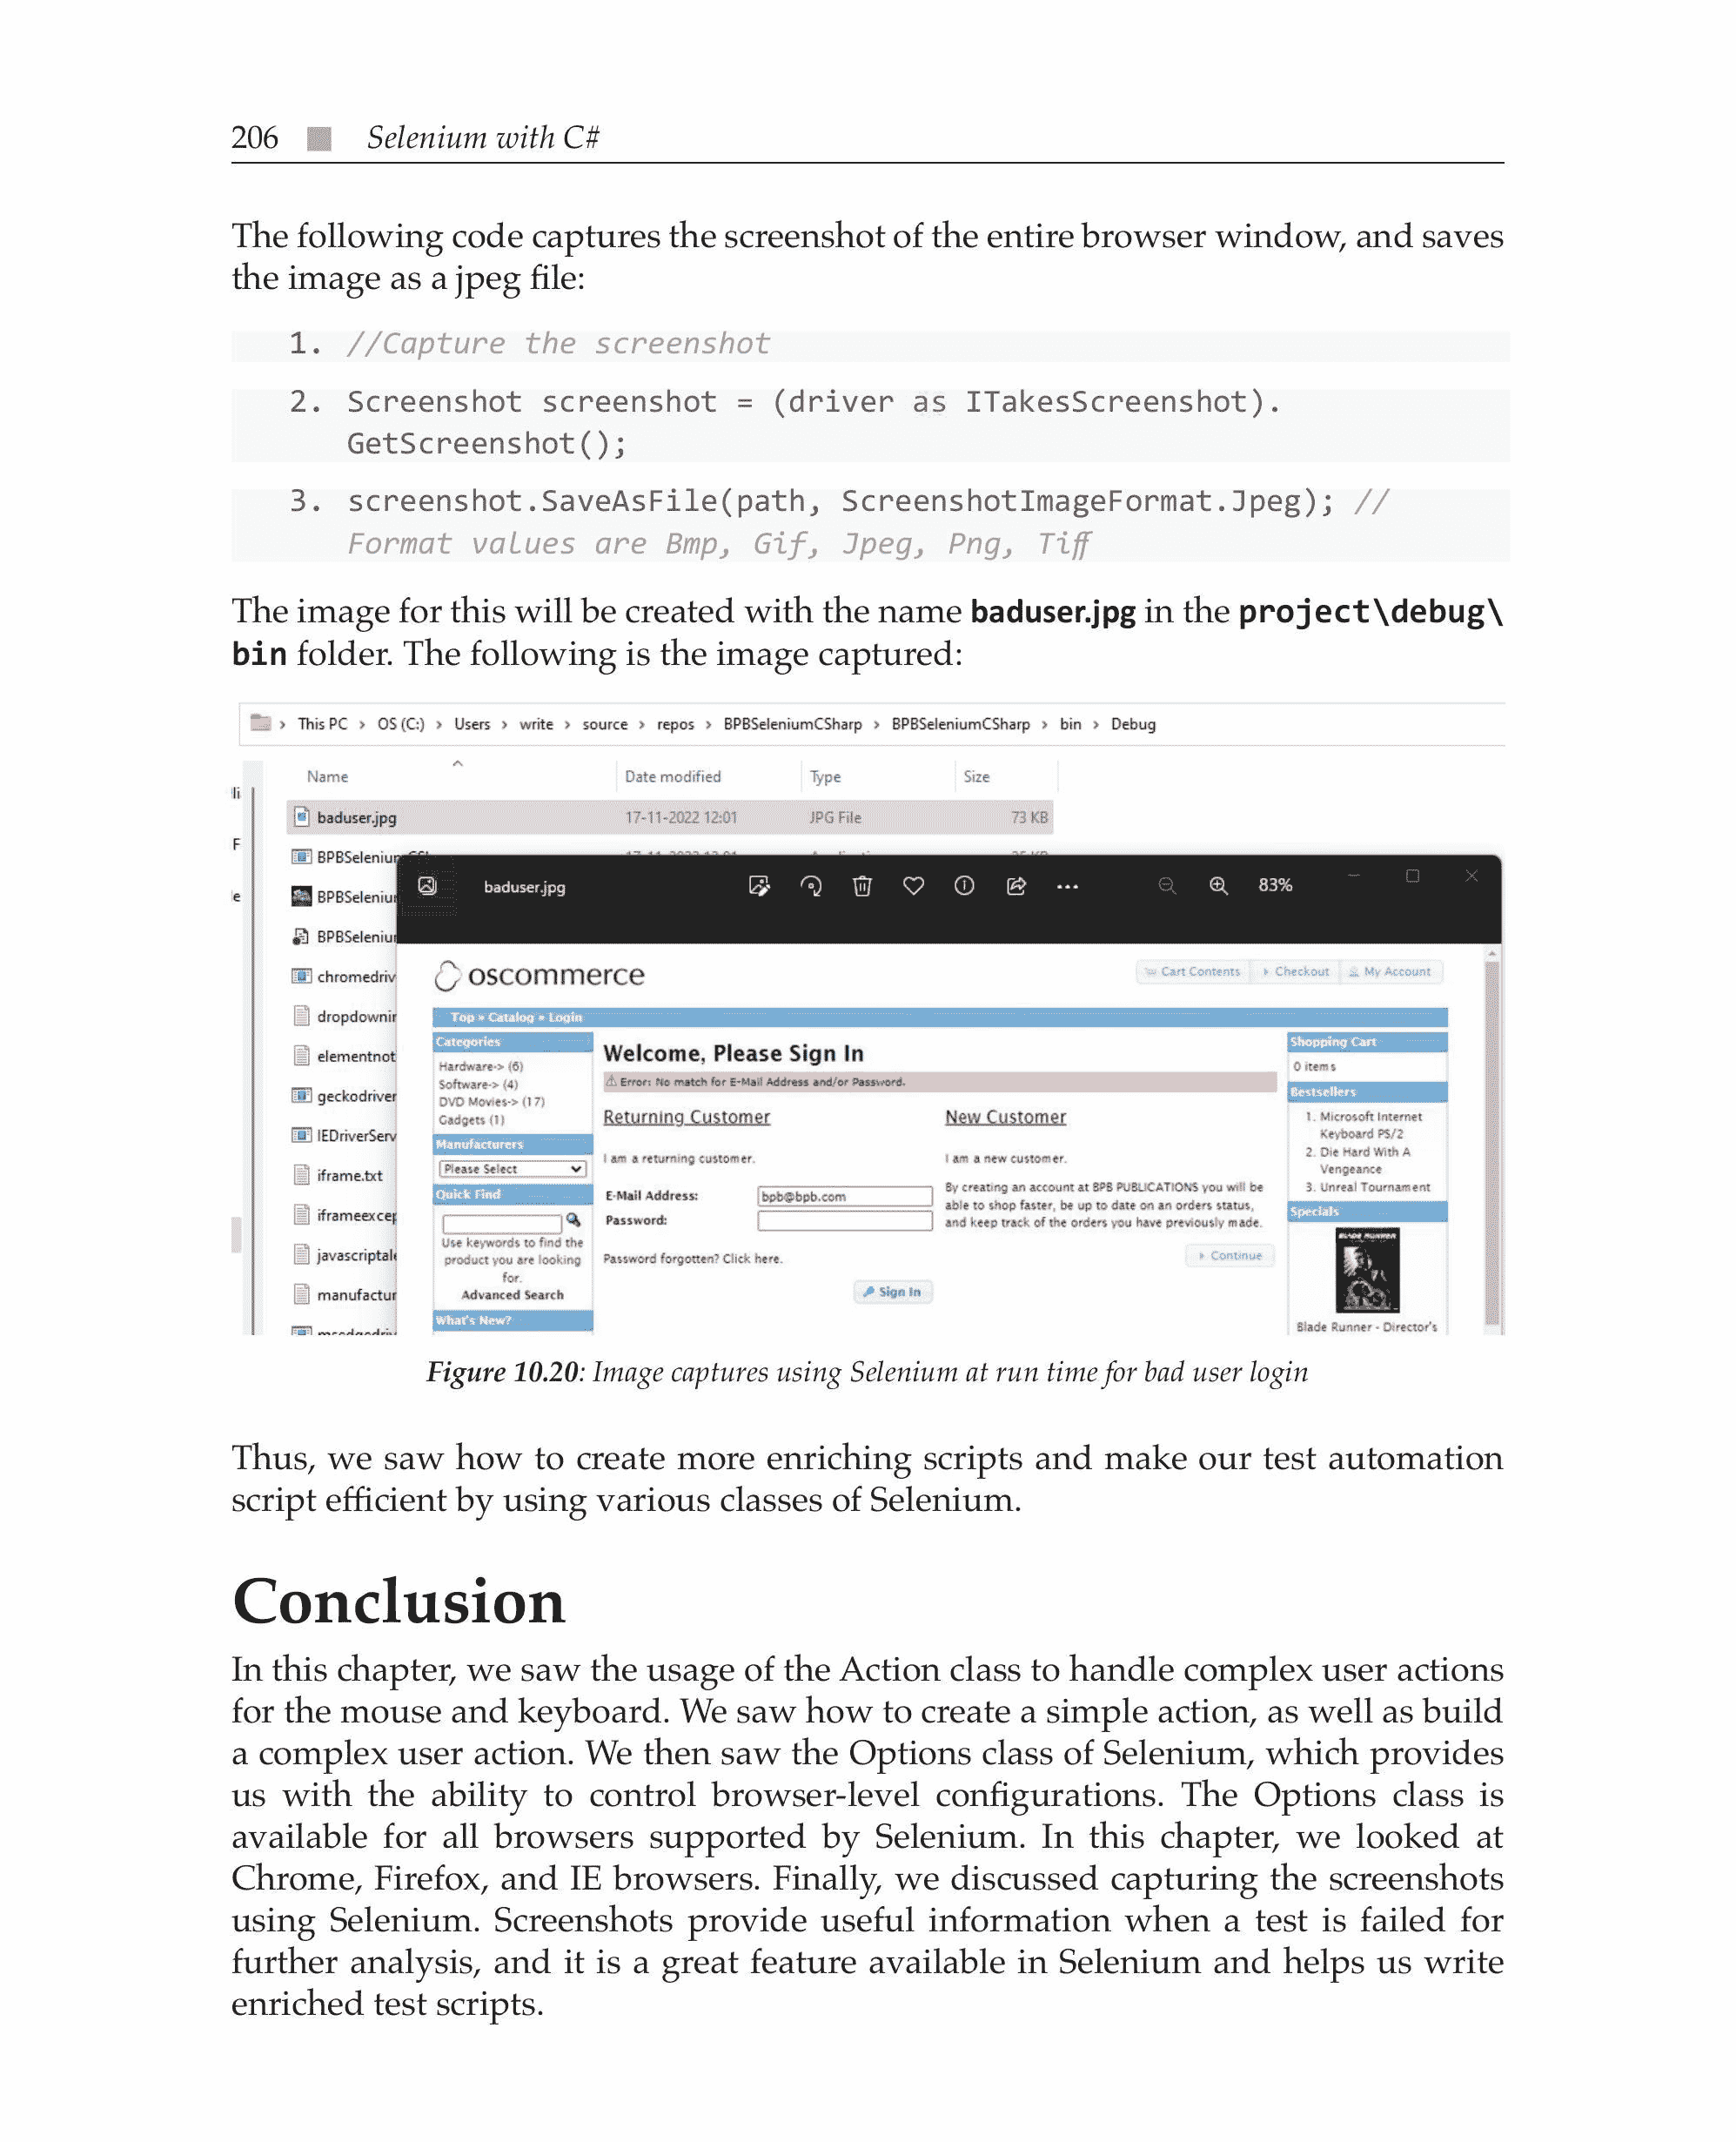 206 Selenium with C#
The following code captures the screenshot of the entire browser window, and saves
the image as a jpeg file:
1. //Capture the screenshot
2. Screenshot screenshot = (driver as ITakesScreenshot).
GetScreenshot();
3. screenshot.SaveAsFile(path, ScreenshotImageFormat.Jpeg); //
Format values are Bmp, Gif, Jpeg, Png, Tiff
The image for this will be created with the name baduser.jpg in the project\debug\
bin folder. The following is the image captured:
This PC > OS (C:) > Users > write > source > repos > BPBSeleniumCSharp > BPBSeleniumCSharp > bin > Debug
Name Date modified Type Size
baduser.jpg 17-11-2022 12:01 JPG File 73 KB
BPBSeleniu
BPBSeleniu
BPBSeleniu
chromedriv
dropdownir
elementnot
geckodriver
IEDriverServ
iframe.txt
iframeexcep
javascriptale
manufactur
baduser.jpg 83%
oscommerce
Cart Contents Checkout My Account
Top » Catalog » Login
Categories
Hardware-> (6)
Software-> (4)
DVD Movies-> (17)
Gadgets (1)
Manufacturers
Please Select
Quick Find
Use keywords to find the
product you are looking
for.
Advanced Search
What's New?
Welcome, Please Sign In
Error: No match for E-Mail Address and/or Password.
Returning Customer
I am a returning customer.
E-Mail Address: bpb@bpb.com
Password:
Password forgotten? Click here.
Sign In
New Customer
I am a new customer.
By creating an account at BPB PUBLICATIONS you will be
able to shop faster, be up to date on an orders status,
and keep track of the orders you have previously made.
Continue
Shopping Cart
0 items
Bestsellers
1. Microsoft Internet
Keyboard PS/2
2. Die Hard With A
Vengeance
3. Unreal Tournament
Specials
BLADE RUNNER
Blade Runner - Director's
Figure 10.20: Image captures using Selenium at run time for bad user login
Thus, we saw how to create more enriching scripts and make our test automation
script efficient by using various classes of Selenium.
Conclusion
In this chapter, we saw the usage of the Action class to handle complex user actions
for the mouse and keyboard. We saw how to create a simple action, as well as build
a complex user action. We then saw the Options class of Selenium, which provides
us with the ability to control browser-level configurations. The Options class is
available for all browsers supported by Selenium. In this chapter, we looked at
Chrome, Firefox, and IE browsers. Finally, we discussed capturing the screenshots
using Selenium. Screenshots provide useful information when a test is failed for
further analysis, and it is a great feature available in Selenium and helps us write
enriched test scripts.